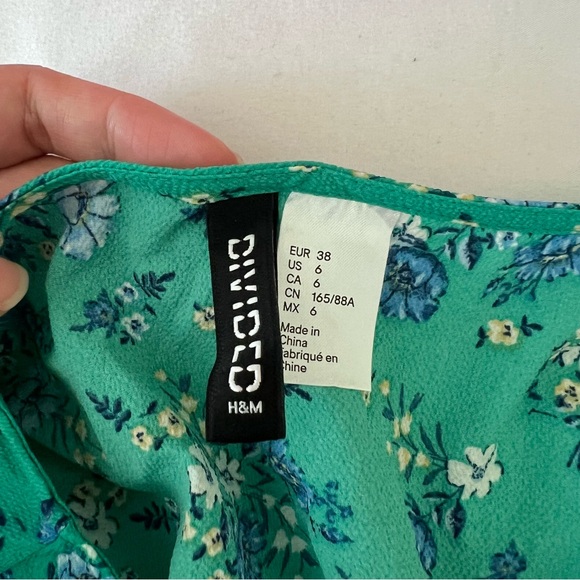 DIVIDED
H&M
EUR 38
US 6
CA 6
CN 165/88A
MX 6
Made in
China
Fabriqué en
Chine